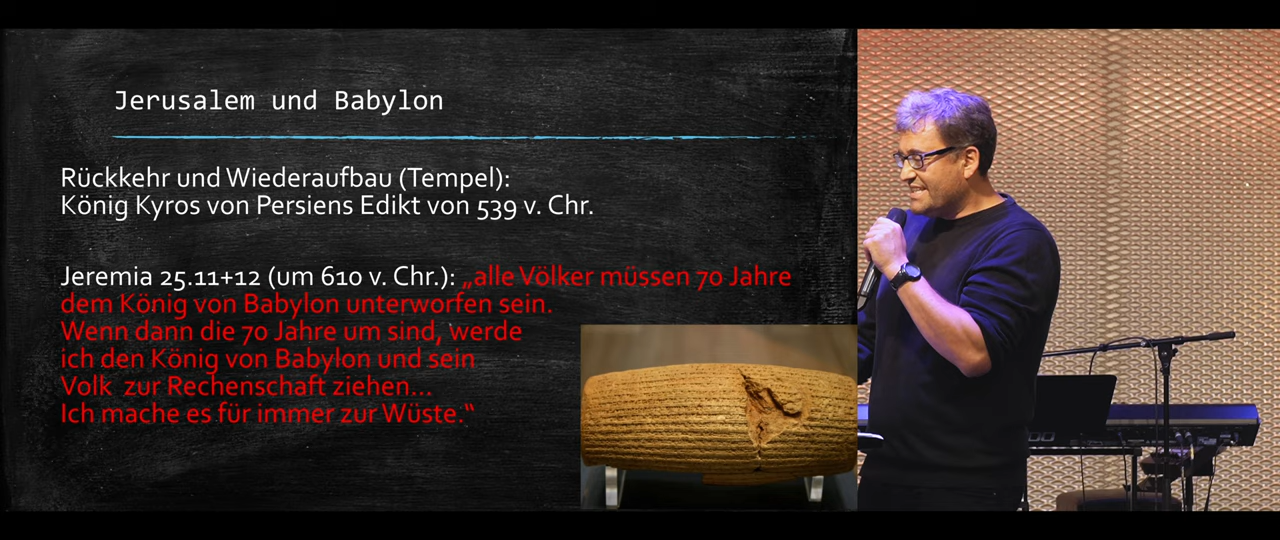 Jerusalem und Babylon
Rückkehr und Wiederaufbau (Tempel):
König Kyros von Persiens Edikt von 539 v. Chr.
Jeremia 25.11+12 (um 610 v. Chr.): „alle Völker müssen 70 Jahre
dem König von Babylon unterworfen sein.
Wenn dann die 70 Jahre um sind, werde
ich den König von Babylon und sein
Volk  zur Rechenschaft ziehen...
Ich mache es für immer zur Wüste.“